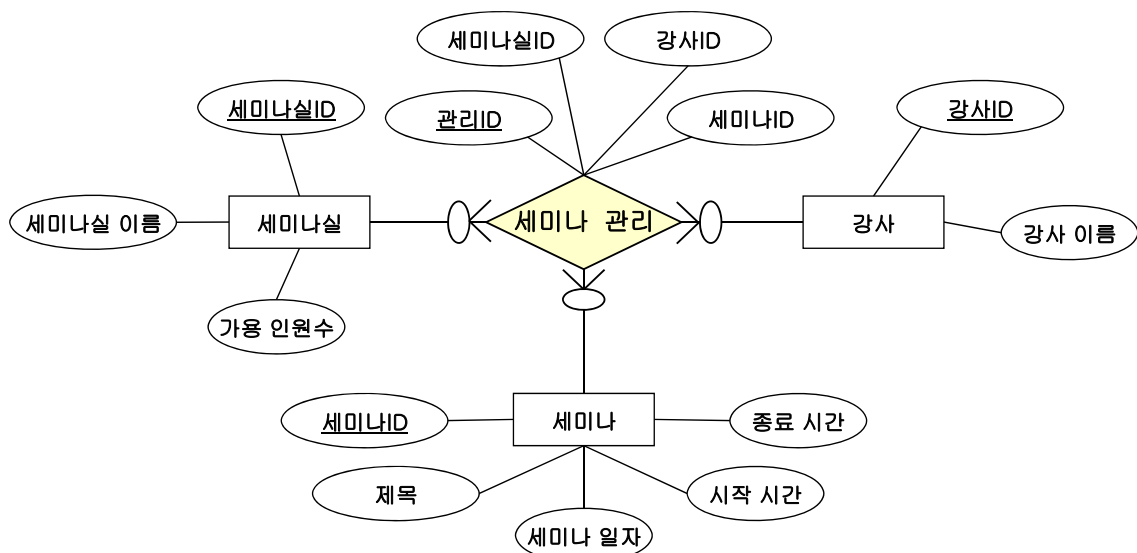 세미나실ID
강사ID
세미나실ID
관리ID
세미나ID
강사ID
세미나실 이름
세미나실
세미나 관리
강사
강사 이름
가용 인원수
세미나ID
세미나
종료 시간
제목
시작 시간
세미나 일자